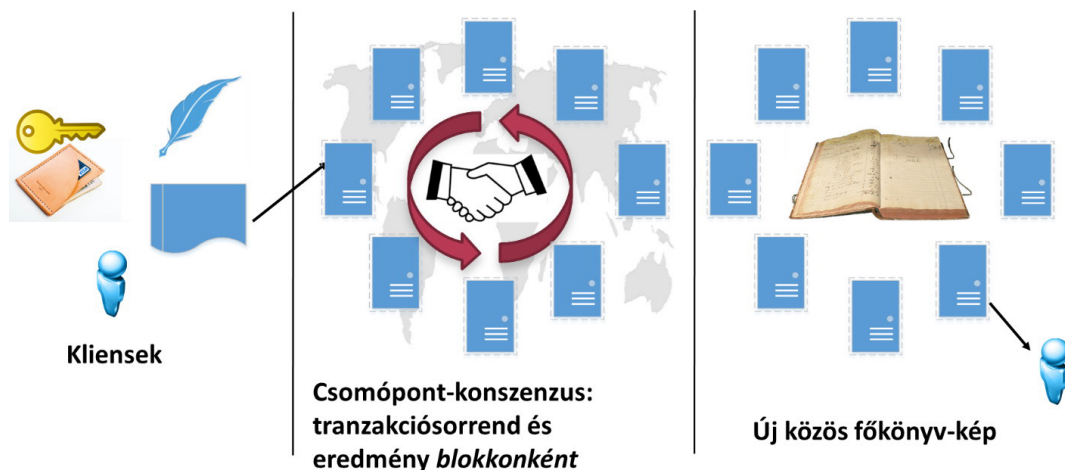 Kliensek
Csomópont-konszenzus:
tranzakciósorrend és
eredmény blokkonként
Új közös főkönyv-kép